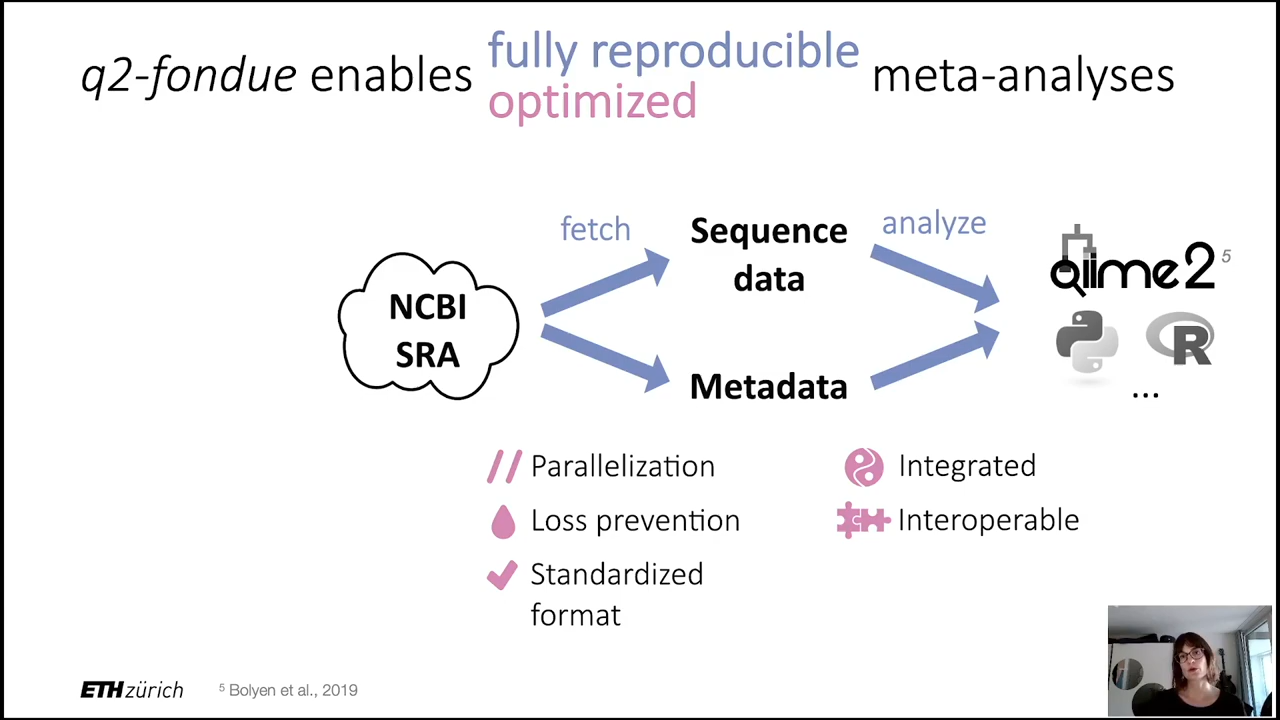 q2-fondue enables fully reproducible optimized meta-analyses
fetch
Sequence data
analyze
NCBI SRA
Metadata
qiime2 5
R
...
// Parallelization
Loss prevention
Standardized format
Integrated
Interoperable
ETH zürich
5 Bolyen et al., 2019